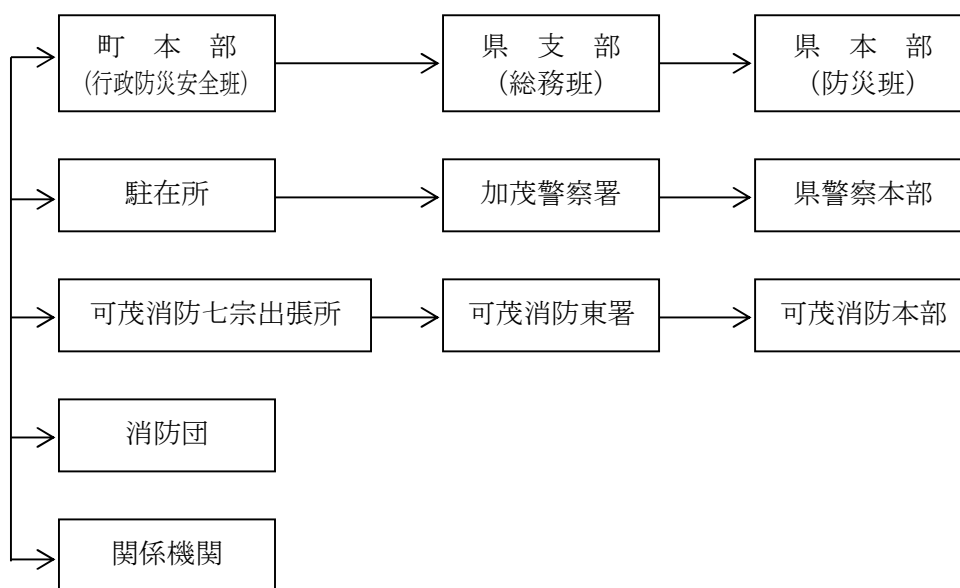 町　本　部
(行政防災安全班)
県　支　部
(総務班)
県　本　部
(防災班)
駐在所
加茂警察署
県警察本部
可茂消防七宗出張所
可茂消防東署
可茂消防本部
消防団
関係機関